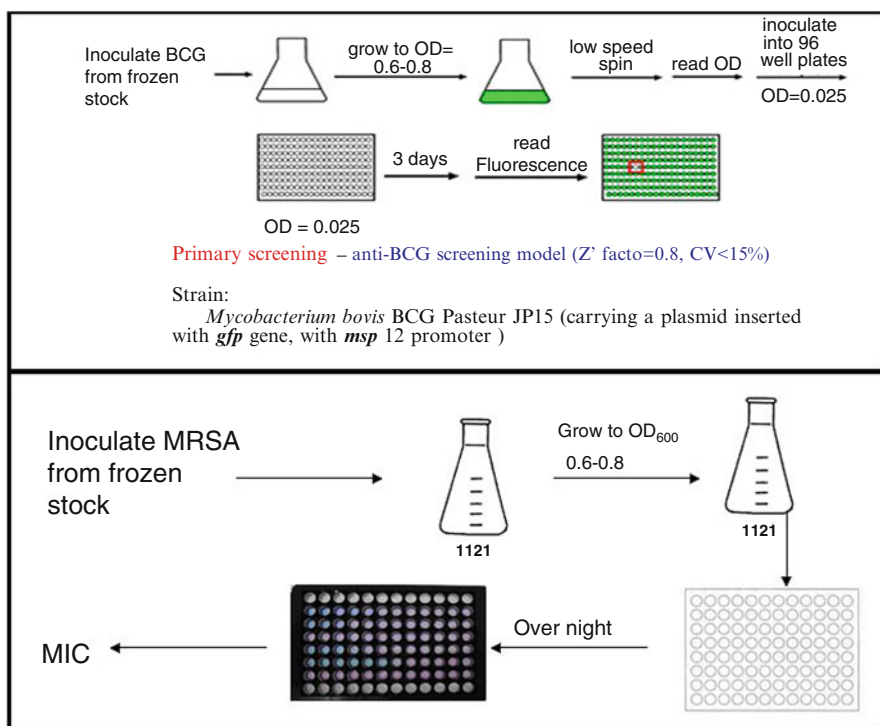 Inoculate BCG
from frozen
stock
grow to OD=
0.6-0.8
low speed
spin
read OD
inoculate
into 96
well plates
OD=0.025
3 days
read
Fluorescence
OD = 0.025
Primary screening – anti-BCG screening model (Z' facto=0.8, CV<15%)
Strain:
Mycobacterium bovis BCG Pasteur JP15 (carrying a plasmid inserted
with gfp gene, with msp 12 promoter )
Inoculate MRSA
from frozen
stock
Grow to OD₆₀₀
0.6-0.8
1121
1121
Over night
MIC